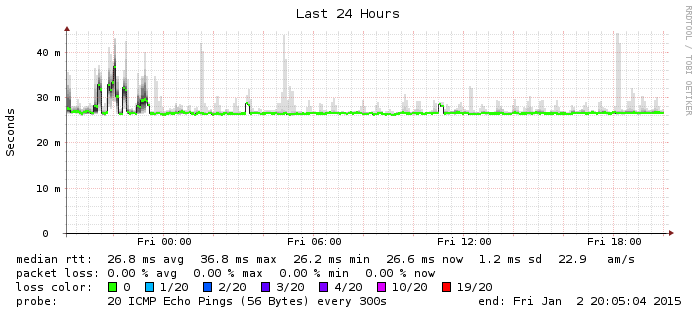 Last 24 Hours
RRDTOOL / TOBI OETIKER
Seconds
40 m
30 m
20 m
10 m
0
Fri 00:00 Fri 06:00 Fri 12:00 Fri 18:00
median rtt: 26.8 ms avg 36.8 ms max 26.2 ms min 26.6 ms now 1.2 ms sd 22.9 am/s
packet loss: 0.00 % avg 0.00 % max 0.00 % min 0.00 % now
loss color: 0 1/20 2/20 3/20 4/20 10/20 19/20
probe: 20 ICMP Echo Pings (56 Bytes) every 300s end: Fri Jan 2 20:05:04 2015